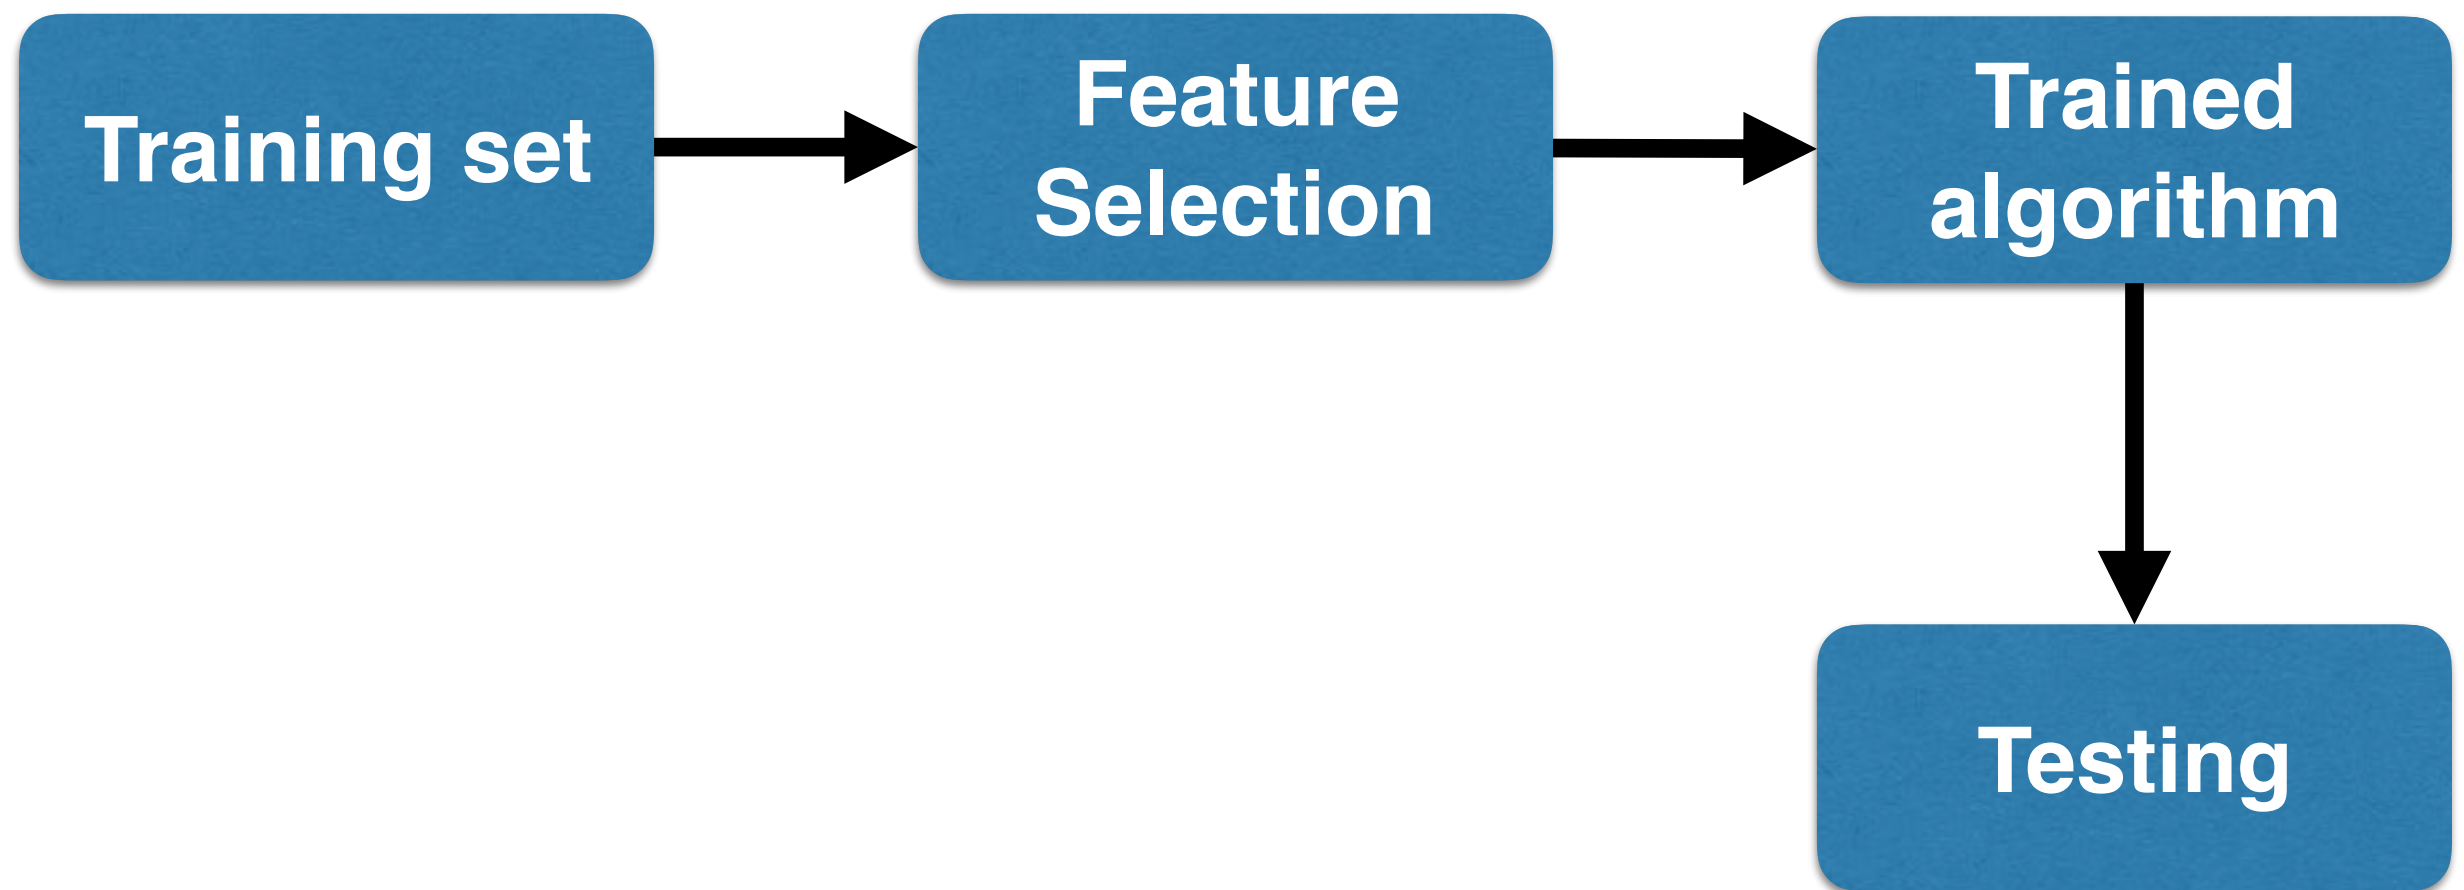 Training set
Feature
Selection
Trained
algorithm
Testing